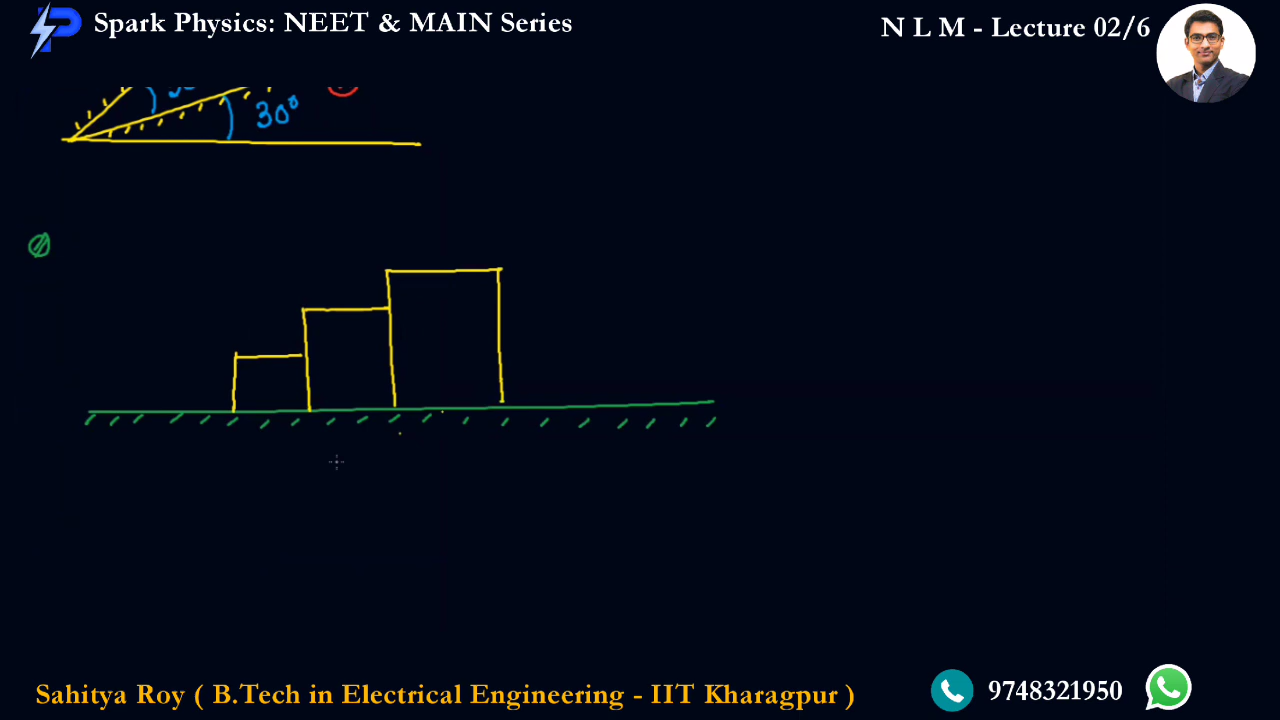 Spark Physics: NEET & MAIN Series
N L M - Lecture 02/6
30°
Sahitya Roy ( B.Tech in Electrical Engineering - IIT Kharagpur )
9748321950